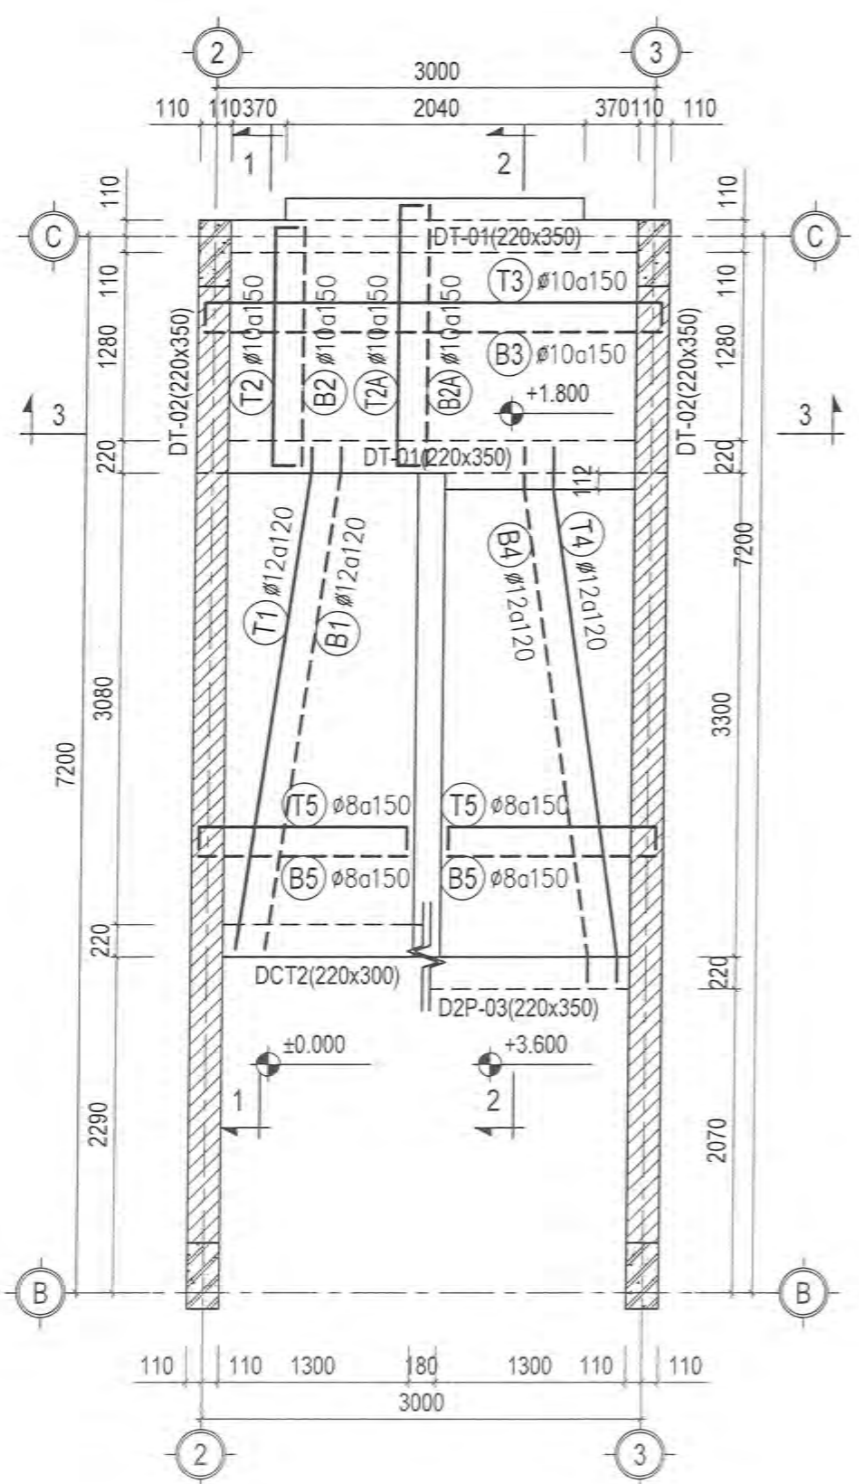 2
3
3000
110
110
370
2040
370
110
110
1
2
110
110
C
C
DT-01(220x350)
T3 ø10a150
110
110
T2 ø10a150
B2 ø10a150
T2A ø10a150
B2A ø10a150
B3 ø10a150
DT-02(220x350)
DT-02(220x350)
1280
1280
+1.800
3
3
DT-01(220x350)
220
220
112
T1 ø12a120
B1 ø12a120
B4 ø12a120
T4 ø12a120
7200
7200
3080
3300
T5 ø8a150
T5 ø8a150
B5 ø8a150
B5 ø8a150
220
220
DCT2(220x300)
D2P-03(220x350)
±0.000
+3.600
1
2
2290
2070
B
B
110
110
1300
180
1300
110
110
3000
2
3